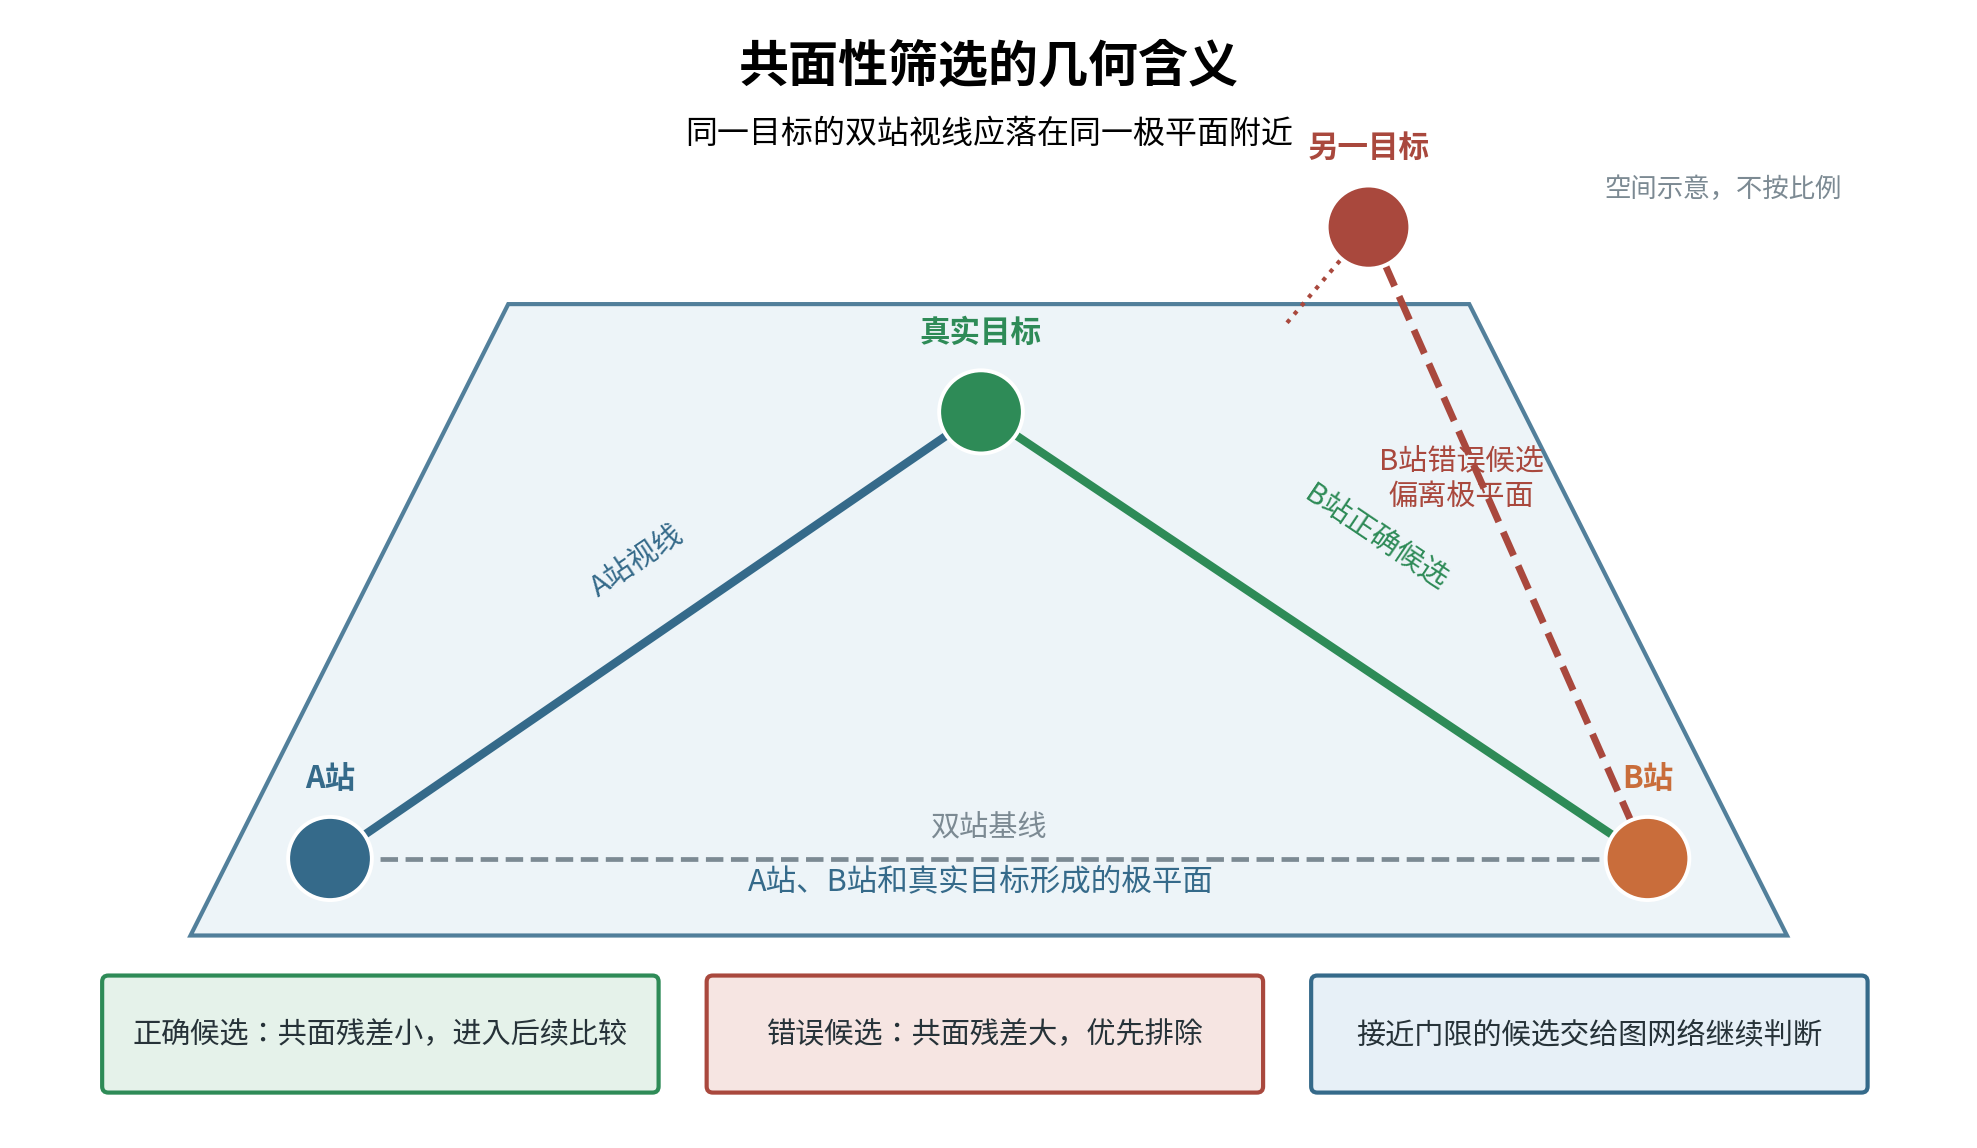 共面性筛选的几何含义
同一目标的双站视线应落在同一极平面附近
另一目标
空间示意，不按比例
真实目标
B站错误候选
偏离极平面
B站正确候选
A站视线
A站
B站
双站基线
A站、B站和真实目标形成的极平面
正确候选：共面残差小，进入后续比较
错误候选：共面残差大，优先排除
接近门限的候选交给图网络继续判断